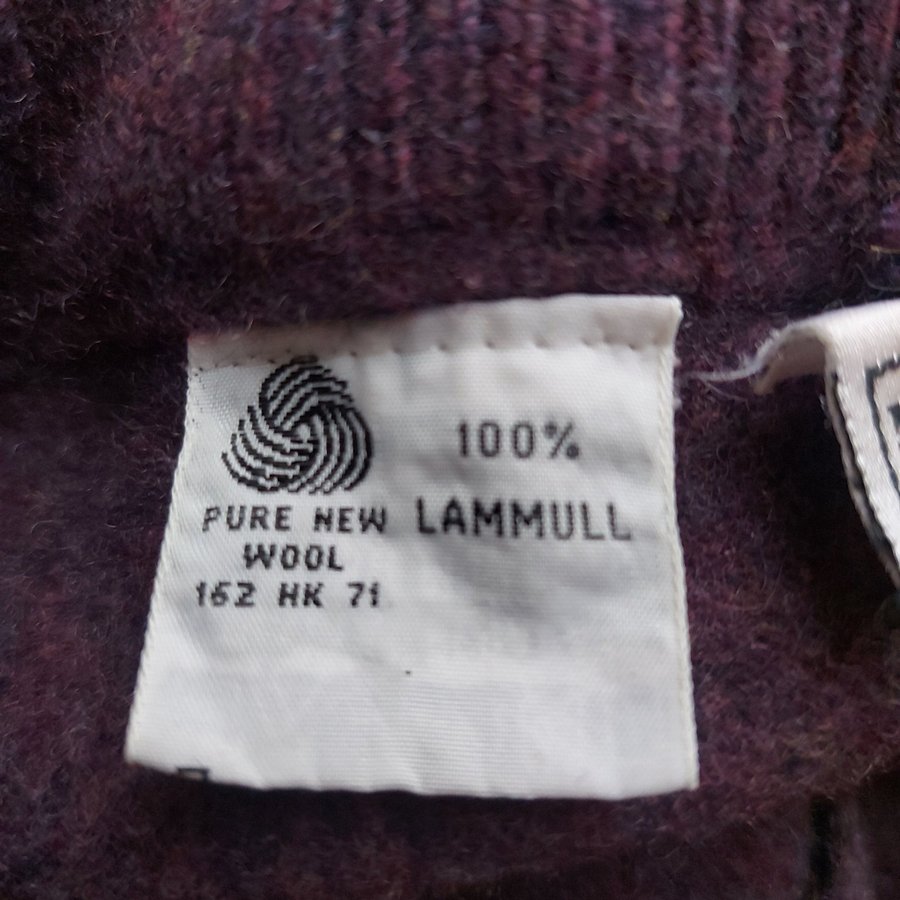 100%
PURE NEW LAMMULL
WOOL
162 HK 71